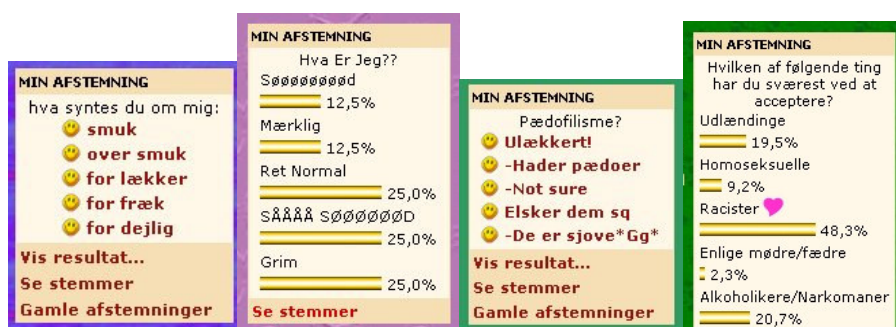 MIN AFSTEMNING
hva syntes du om mig:
smuk
over smuk
for lækker
for fræk
for dejlig
Vis resultat...
Se stemmer
Gamle afstemninger
MIN AFSTEMNING
Hva Er Jeg??
Søøøøøøød
12,5%
Mærklig
12,5%
Ret Normal
25,0%
SÅÅÅÅ SØØØØØØD
25,0%
Grim
25,0%
Se stemmer
MIN AFSTEMNING
Pædofilisme?
Ulækkert!
-Hader pædoer
-Not sure
Elsker dem sq
-De er sjove*Gg*
Vis resultat...
Se stemmer
Gamle afstemninger
MIN AFSTEMNING
Hvilken af følgende ting
har du sværest ved at
acceptere?
Udlændinge
19,5%
Homoseksuelle
9,2%
Racister
48,3%
Enlige mødre/fædre
2,3%
Alkoholikere/Narkomaner
20,7%